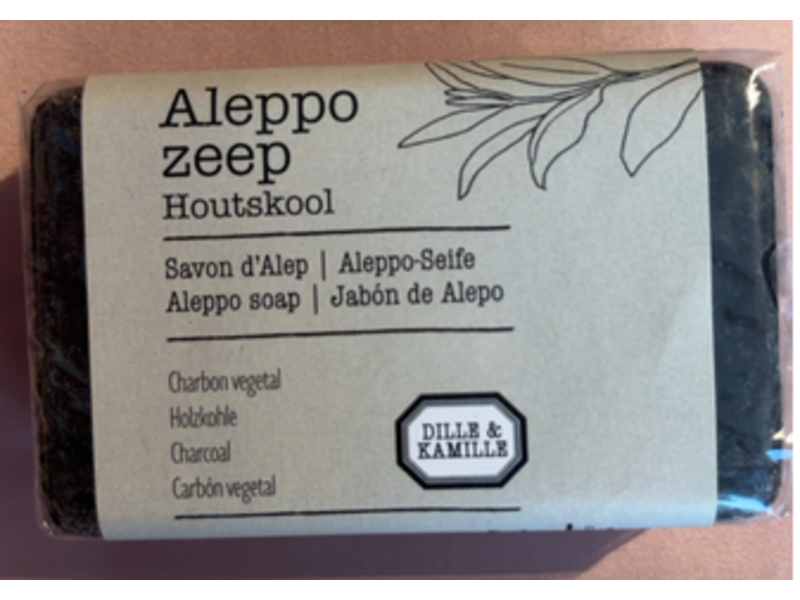 Aleppo
zeep
Houtskool
Savon d'Alep | Aleppo-Seife
Aleppo soap | Jabón de Alepo
Charbon vegetal
Holzkohle
Charcoal
Carbón vegetal
DILLE &
KAMILLE